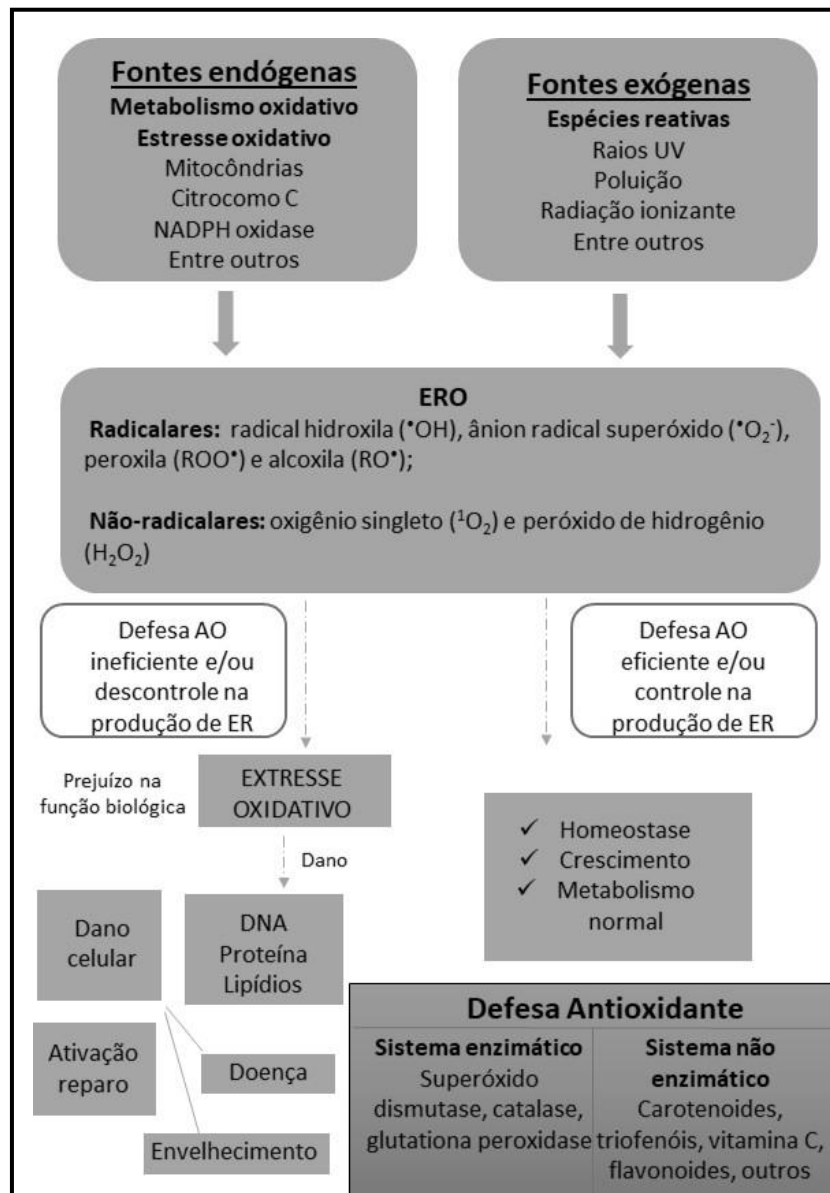 Fontes endógenas
Metabolismo oxidativo
Estresse oxidativo
Mitocôndrias
Citrocomo C
NADPH oxidase
Entre outros
Fontes exógenas
Espécies reativas
Raios UV
Poluição
Radiação ionizante
Entre outros
ERO
Radicalares: radical hidroxila (•OH), ânion radical superóxido (•O₂⁻),
peroxila (ROO•) e alcoxila (RO•);
Não-radicalares: oxigênio singleto (¹O₂) e peróxido de hidrogênio
(H₂O₂)
Defesa AO
ineficiente e/ou
descontrole na
produção de ER
Defesa AO
eficiente e/ou
controle na
produção de ER
Prejuízo na
função biológica
EXTRESSE
OXIDATIVO
Dano
✓ Homeostase
✓ Crescimento
✓ Metabolismo
normal
Dano
celular
DNA
Proteína
Lipídios
Ativação
reparo
Doença
Envelhecimento
Defesa Antioxidante
Sistema enzimático
Superóxido
dismutase, catalase,
glutationa peroxidase
Sistema não
enzimático
Carotenoides,
triofenóis, vitamina C,
flavonoides, outros